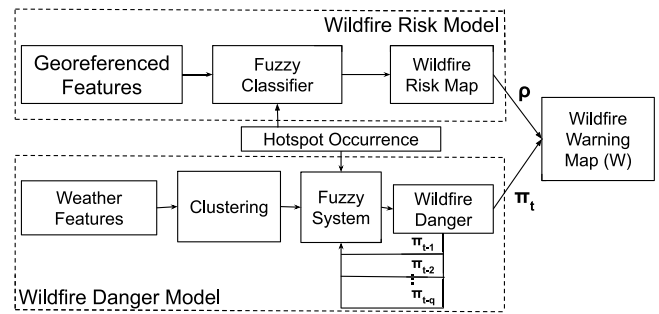 Wildfire Risk Model
Georeferenced
Features
Fuzzy
Classifier
Wildfire
Risk Map
ρ
Hotspot Occurrence
Wildfire
Warning
Map (W)
Weather
Features
Clustering
Fuzzy
System
Wildfire
Danger
π_t
π_t-1
π_t-2
π_t-q
Wildfire Danger Model